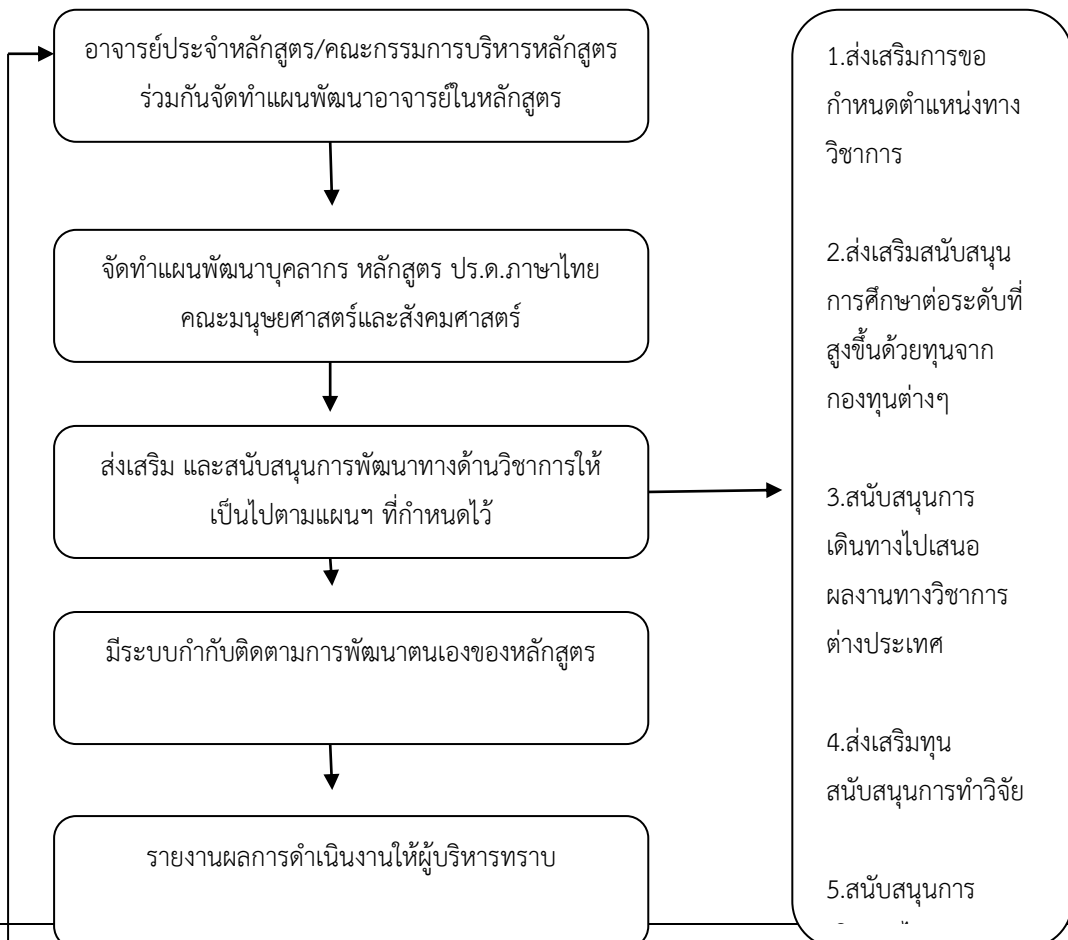 อาจารย์ประจำหลักสูตร/คณะกรรมการบริหารหลักสูตร
ร่วมกันจัดทำแผนพัฒนาอาจารย์ในหลักสูตร
จัดทำแผนพัฒนาบุคลากร หลักสูตร ปร.ด.ภาษาไทย
คณะมนุษยศาสตร์และสังคมศาสตร์
ส่งเสริม และสนับสนุนการพัฒนาทางด้านวิชาการให้
เป็นไปตามแผนฯ ที่กำหนดไว้
มีระบบกำกับติดตามการพัฒนาตนเองของหลักสูตร
รายงานผลการดำเนินงานให้ผู้บริหารทราบ
1.ส่งเสริมการขอ
กำหนดตำแหน่งทาง
วิชาการ
2.ส่งเสริมสนับสนุน
การศึกษาต่อระดับที่
สูงขึ้นด้วยทุนจาก
กองทุนต่างๆ
3.สนับสนุนการ
เดินทางไปเสนอ
ผลงานทางวิชาการ
ต่างประเทศ
4.ส่งเสริมทุน
สนับสนุนการทำวิจัย
5.สนับสนุนการ